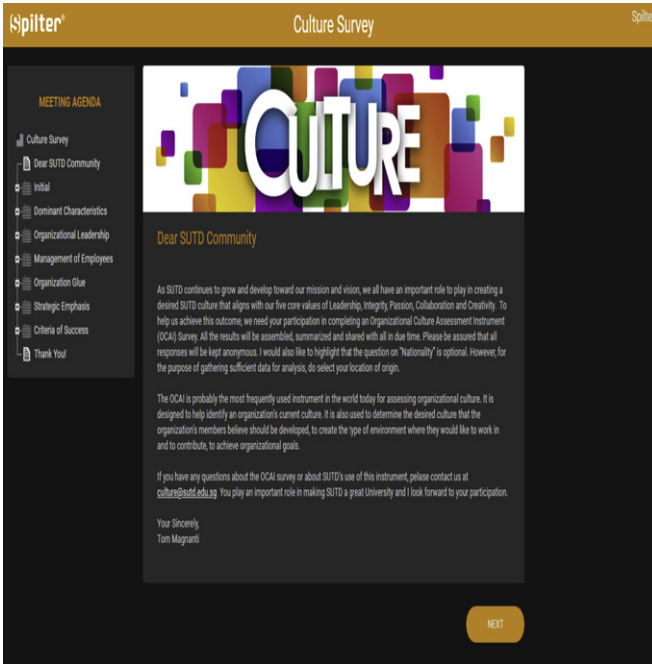 Spilter®
Culture Survey
Spilte
MEETING AGENDA
Culture Survey
Dear SUTD Community
Initial
Dominant Characteristics
Organizational Leadership
Management of Employees
Organization Glue
Strategic Emphasis
Criteria of Success
Thank You!
CULTURE
Dear SUTD Community
As SUTD continues to grow and develop toward our mission and vision, we all have an important role to play in creating a
desired SUTD culture that aligns with our five core values of Leadership, Integrity, Passion, Collaboration and Creativity. To
help us achieve this outcome, we need your participation in completing an Organizational Culture Assessment Instrument
(OCAI) Survey. All the results will be assembled, summarized and shared with all in due time. Please be assured that all
responses will be kept anonymous. I would also like to highlight that the question on "Nationality" is optional. However, for
the purpose of gathering sufficient data for analysis, do select your location of origin.
The OCAI is probably the most frequently used instrument in the world today for assessing organizational culture. It is
designed to help identify an organization's current culture. It is also used to determine the desired culture that the
organization's members believe should be developed, to create the type of environment where they would like to work in
and to contribute, to achieve organizational goals.
If you have any questions about the OCAI survey or about SUTD's use of this instrument, pelase contact us at
culture@sutd.edu.sg You play an important role in making SUTD a great University and I look forward to your participation.
Your Sincerely,
Tom Magnanti
NEXT